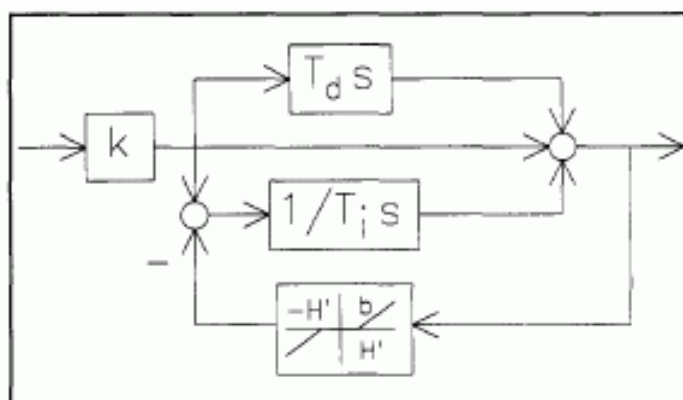 T_d s
k
1/T_i s
−
-H' b
H'